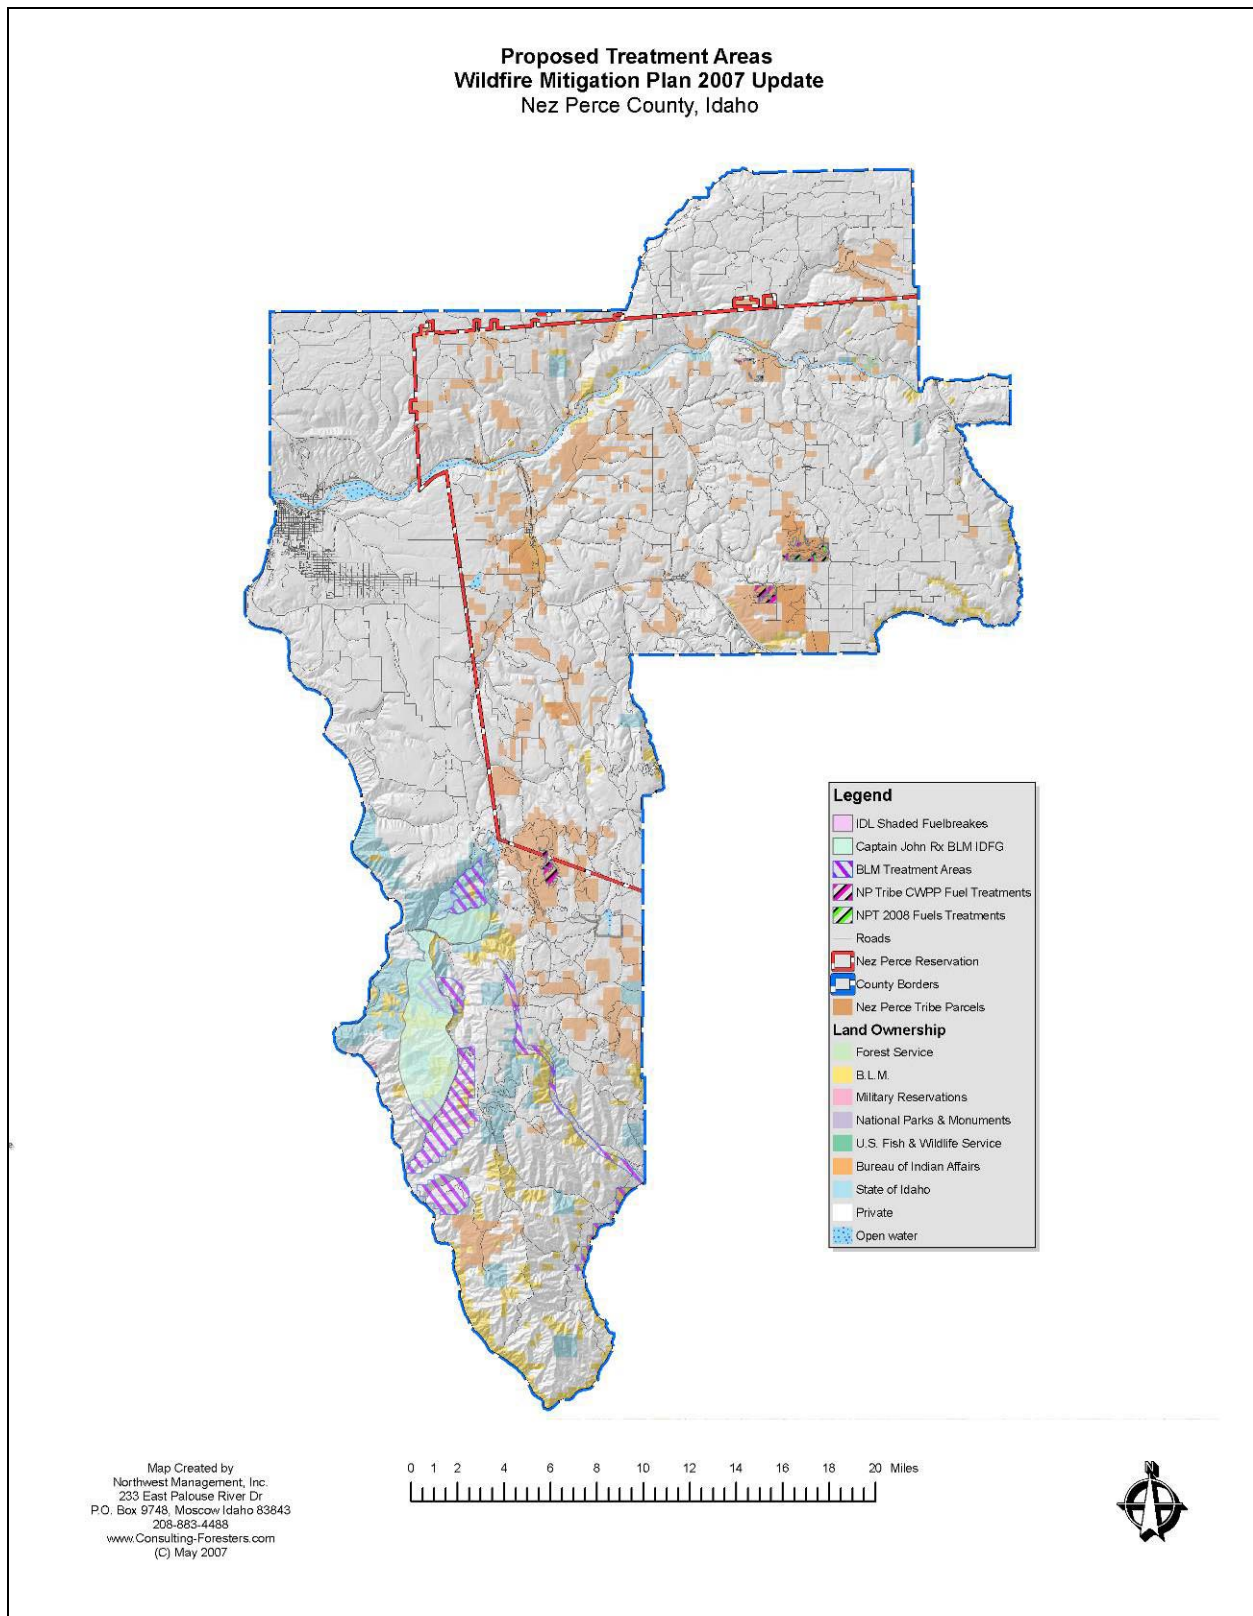 Proposed Treatment Areas
Wildfire Mitigation Plan 2007 Update
Nez Perce County, Idaho
Legend
IDL Shaded Fuelbreakes
Captain John Rx BLM IDFG
BLM Treatment Areas
NP Tribe CWPP Fuel Treatments
NPT 2008 Fuels Treatments
Roads
Nez Perce Reservation
County Borders
Nez Perce Tribe Parcels
Land Ownership
Forest Service
B.L.M.
Military Reservations
National Parks & Monuments
U.S. Fish & Wildlife Service
Bureau of Indian Affairs
State of Idaho
Private
Open water
Map Created by
Northwest Management, Inc.
233 East Palouse River Dr
P.O. Box 9748, Moscow Idaho 83843
208-883-4488
www.Consulting-Foresters.com
(C) May 2007
0 1 2 4 6 8 10 12 14 16 18 20 Miles
N